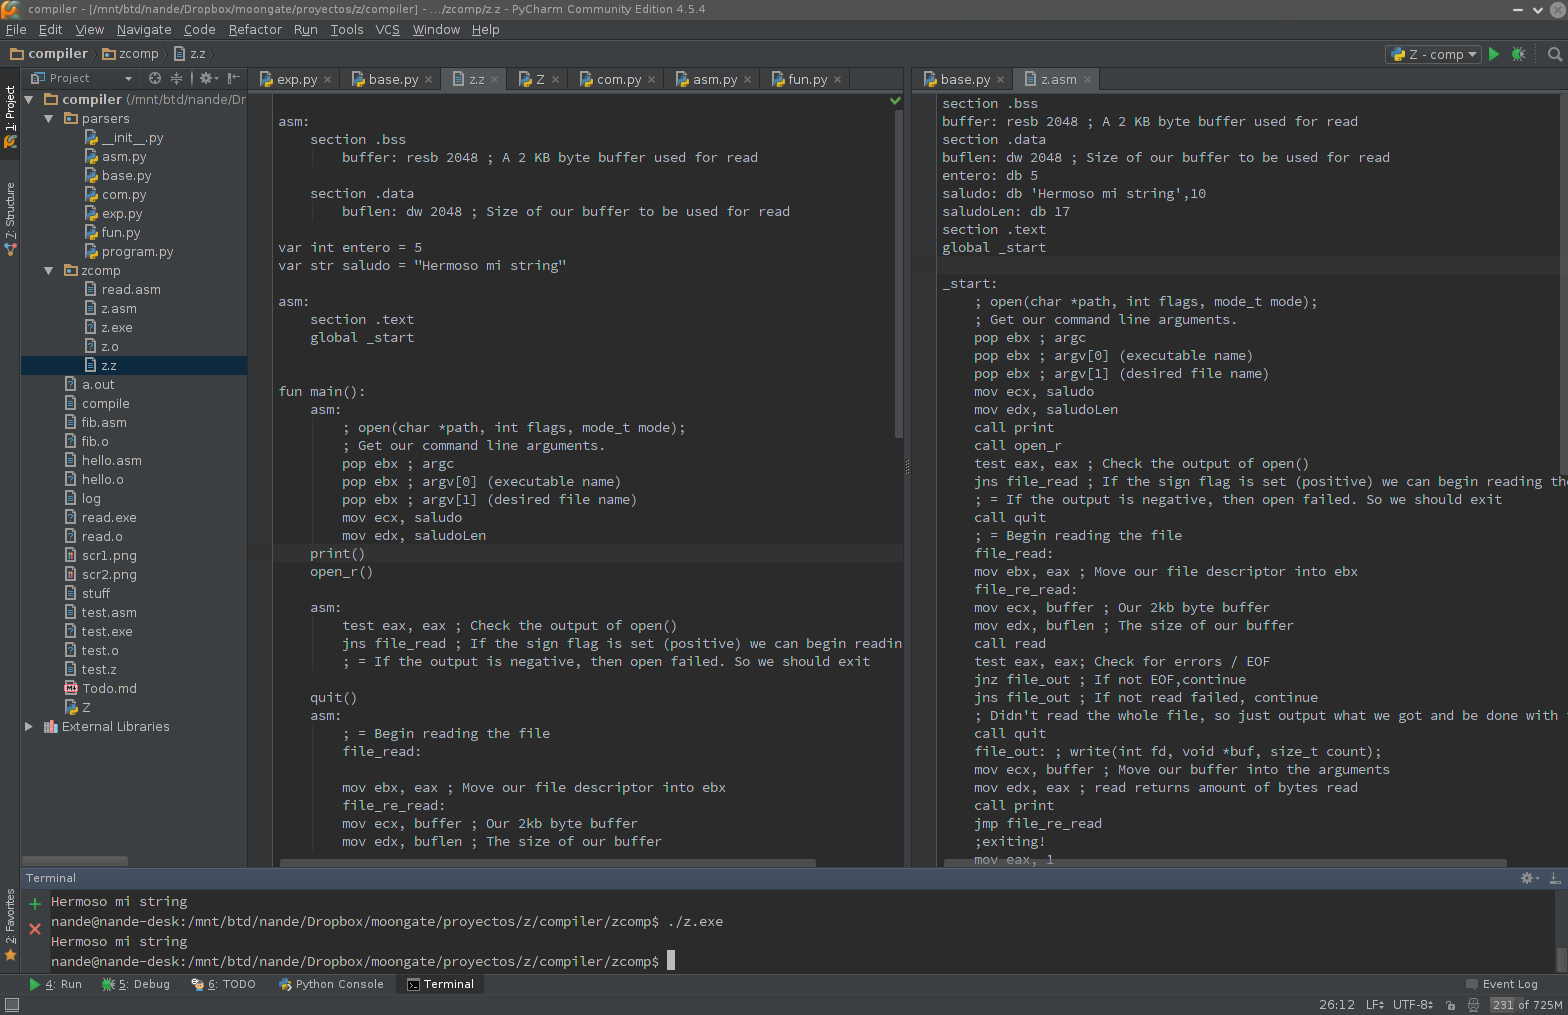 compiler - [/mnt/btd/nande/Dropbox/moongate/proyectos/z/compiler] - .../zcomp/z.z - PyCharm Community Edition 4.5.4
File Edit View Navigate Code Refactor Run Tools VCS Window Help
compiler zcomp z.z
Z - comp
1: Project
7: Structure
2: Favorites
Project
compiler (/mnt/btd/nande/Dr
parsers
__init__.py
asm.py
base.py
com.py
exp.py
fun.py
program.py
zcomp
read.asm
z.asm
z.exe
z.o
z.z
a.out
compile
fib.asm
fib.o
hello.asm
hello.o
log
read.exe
read.o
scr1.png
scr2.png
stuff
test.asm
test.exe
test.o
test.z
Todo.md
Z
External Libraries
exp.py base.py z.z Z com.py asm.py fun.py
asm:
section .bss
buffer: resb 2048 ; A 2 KB byte buffer used for read
section .data
buflen: dw 2048 ; Size of our buffer to be used for read
var int entero = 5
var str saludo = "Hermoso mi string"
asm:
section .text
global _start
fun main():
asm:
; open(char *path, int flags, mode_t mode);
; Get our command line arguments.
pop ebx ; argc
pop ebx ; argv[0] (executable name)
pop ebx ; argv[1] (desired file name)
mov ecx, saludo
mov edx, saludoLen
print()
open_r()
asm:
test eax, eax ; Check the output of open()
jns file_read ; If the sign flag is set (positive) we can begin readin
; = If the output is negative, then open failed. So we should exit
quit()
asm:
; = Begin reading the file
file_read:
mov ebx, eax ; Move our file descriptor into ebx
file_re_read:
mov ecx, buffer ; Our 2kb byte buffer
mov edx, buflen ; The size of our buffer
base.py z.asm
section .bss
buffer: resb 2048 ; A 2 KB byte buffer used for read
section .data
buflen: dw 2048 ; Size of our buffer to be used for read
entero: db 5
saludo: db 'Hermoso mi string',10
saludoLen: db 17
section .text
global _start
_start:
; open(char *path, int flags, mode_t mode);
; Get our command line arguments.
pop ebx ; argc
pop ebx ; argv[0] (executable name)
pop ebx ; argv[1] (desired file name)
mov ecx, saludo
mov edx, saludoLen
call print
call open_r
test eax, eax ; Check the output of open()
jns file_read ; If the sign flag is set (positive) we can begin reading the
; = If the output is negative, then open failed. So we should exit
call quit
; = Begin reading the file
file_read:
mov ebx, eax ; Move our file descriptor into ebx
file_re_read:
mov ecx, buffer ; Our 2kb byte buffer
mov edx, buflen ; The size of our buffer
call read
test eax, eax; Check for errors / EOF
jnz file_out ; If not EOF,continue
jns file_out ; If not read failed, continue
; Didn't read the whole file, so just output what we got and be done with
call quit
file_out: ; write(int fd, void *buf, size_t count);
mov ecx, buffer ; Move our buffer into the arguments
mov edx, eax ; read returns amount of bytes read
call print
jmp file_re_read
;exiting!
mov eax, 1
Terminal
Hermoso mi string
nande@nande-desk:/mnt/btd/nande/Dropbox/moongate/proyectos/z/compiler/zcomp$ ./z.exe
Hermoso mi string
nande@nande-desk:/mnt/btd/nande/Dropbox/moongate/proyectos/z/compiler/zcomp$
4: Run 5: Debug 6: TODO Python Console Terminal Event Log
26:12 LF UTF-8 231 of 725M